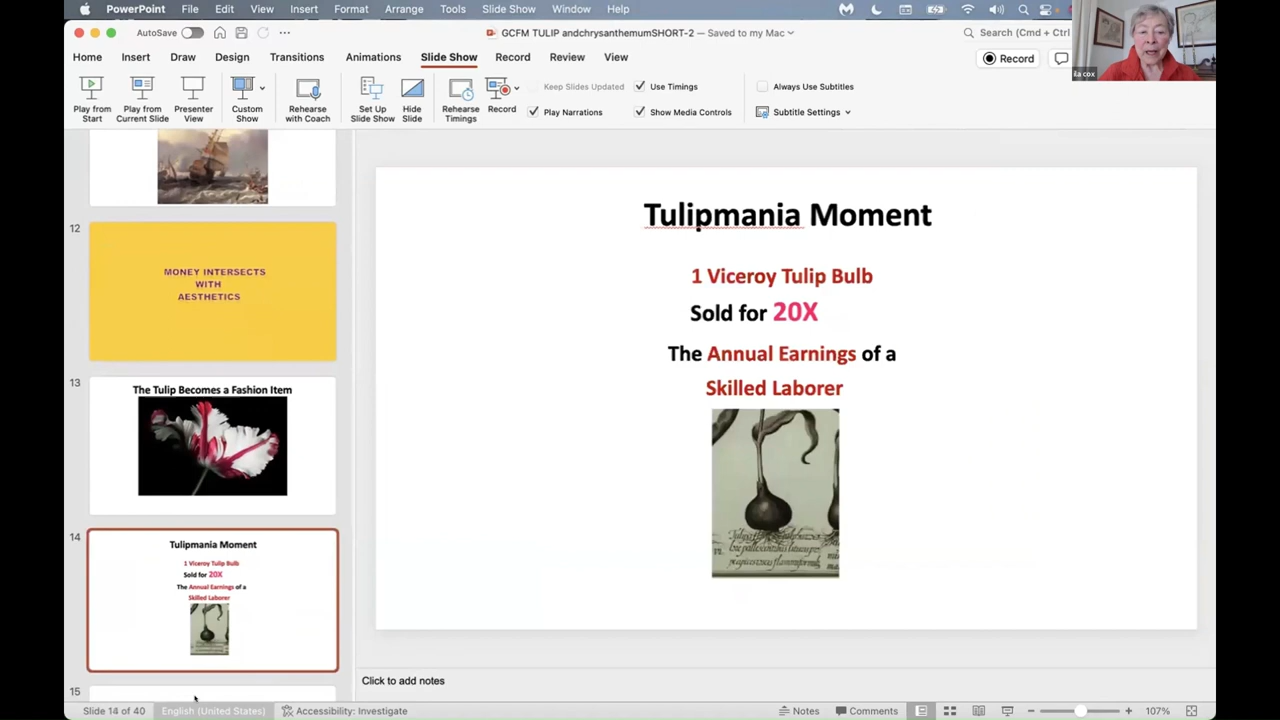 PowerPoint File Edit View Insert Format Arrange Tools Slide Show Window Help
AutoSave GCFM TULIP andchrysanthemumSHORT-2 — Saved to my Mac Search (Cmd + Ctrl
Home Insert Draw Design Transitions Animations Slide Show Record Review View Record
ila cox
Play from Start
Play from Current Slide
Presenter View
Custom Show
Rehearse with Coach
Set Up Slide Show
Hide Slide
Rehearse Timings
Record
Keep Slides Updated
Use Timings
Always Use Subtitles
Play Narrations
Show Media Controls
Subtitle Settings
12
MONEY INTERSECTS
WITH
AESTHETICS
13
The Tulip Becomes a Fashion Item
14
Tulipmania Moment
1 Viceroy Tulip Bulb
Sold for 20X
The Annual Earnings of a
Skilled Laborer
15
Tulipmania Moment
1 Viceroy Tulip Bulb
Sold for 20X
The Annual Earnings of a
Skilled Laborer
Click to add notes
Slide 14 of 40 English (United States) Accessibility: Investigate Notes Comments 107%